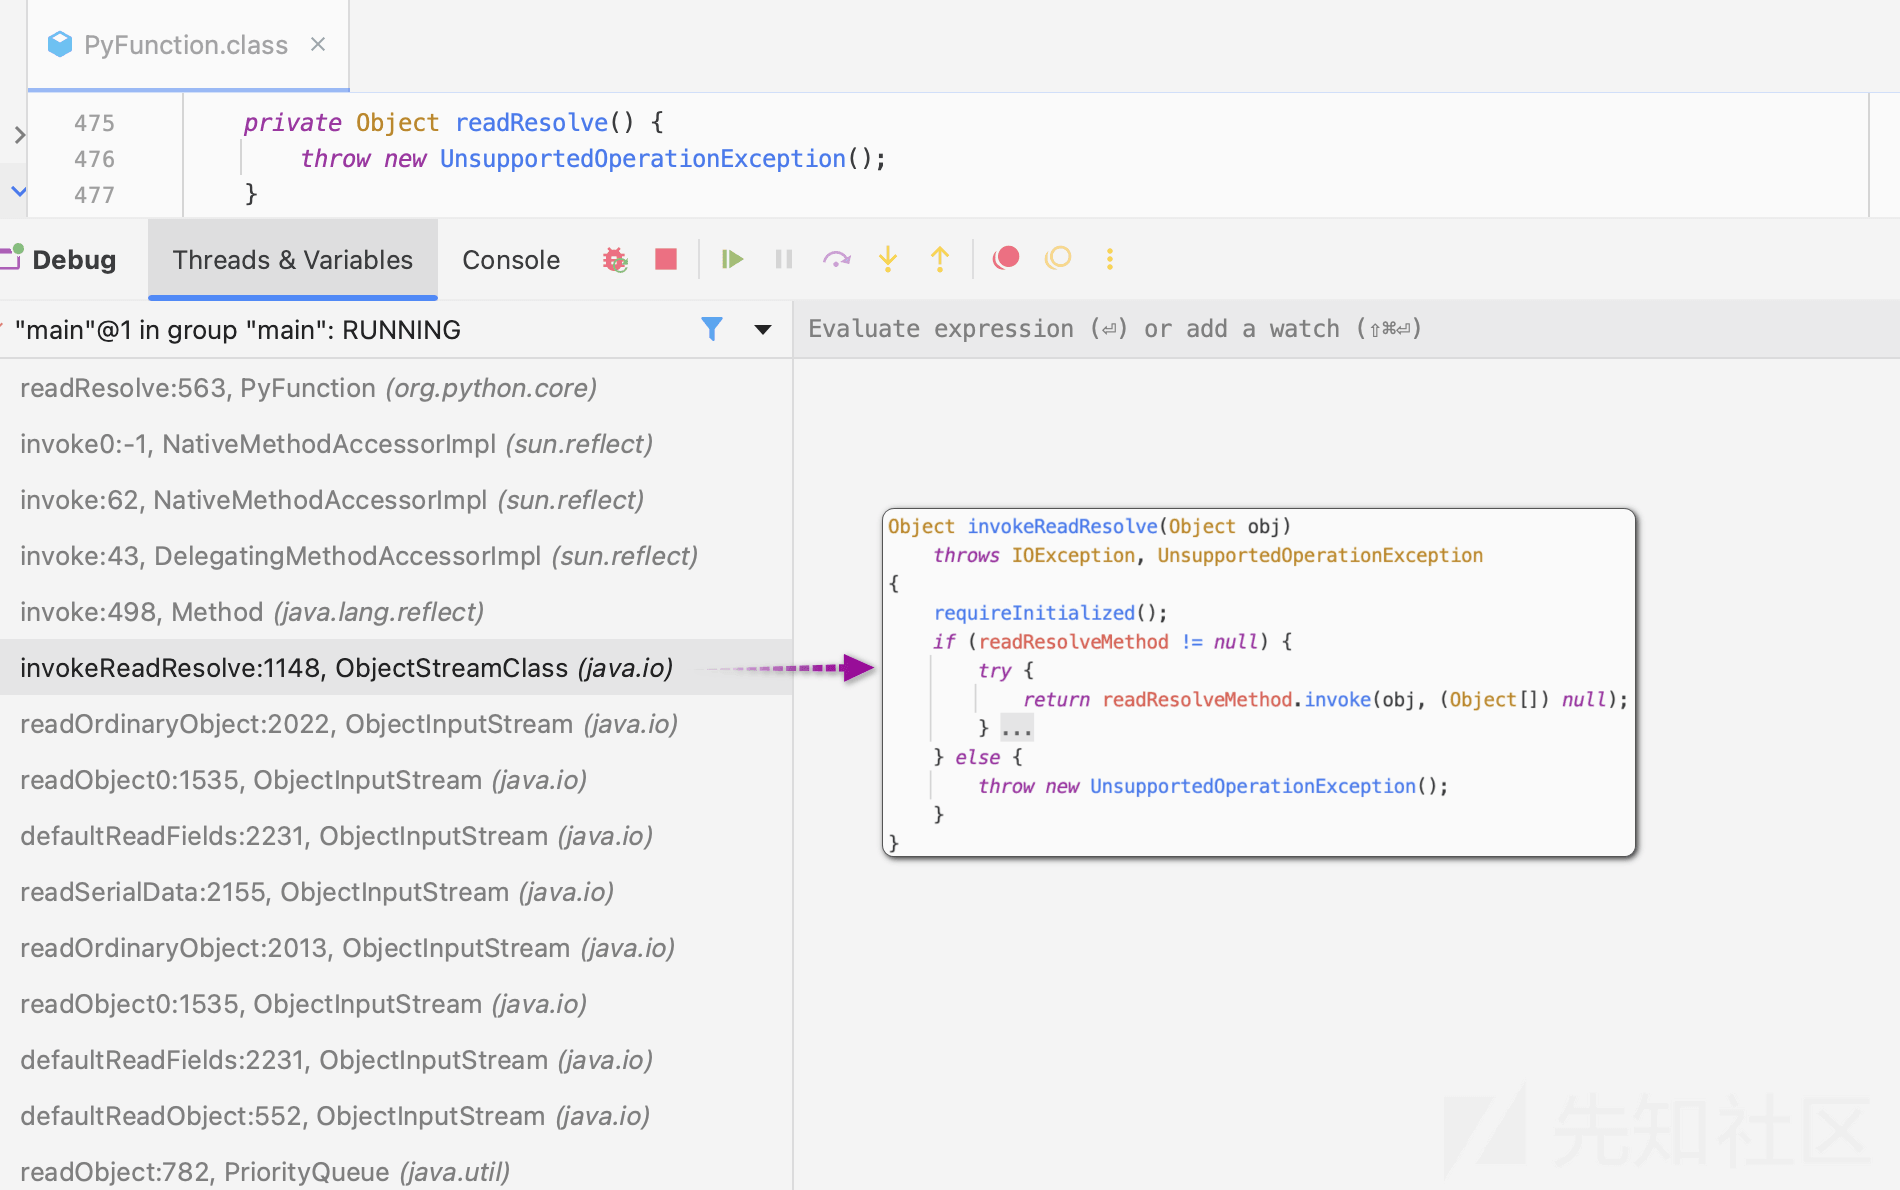 PyFunction.class
475 private Object readResolve() {
476 throw new UnsupportedOperationException();
477 }
Debug Threads & Variables Console
"main"@1 in group "main": RUNNING
Evaluate expression (⏎) or add a watch (⇧⌘⏎)
readResolve:563, PyFunction (org.python.core)
invoke0:-1, NativeMethodAccessorImpl (sun.reflect)
invoke:62, NativeMethodAccessorImpl (sun.reflect)
invoke:43, DelegatingMethodAccessorImpl (sun.reflect)
invoke:498, Method (java.lang.reflect)
invokeReadResolve:1148, ObjectStreamClass (java.io)
readOrdinaryObject:2022, ObjectInputStream (java.io)
readObject0:1535, ObjectInputStream (java.io)
defaultReadFields:2231, ObjectInputStream (java.io)
readSerialData:2155, ObjectInputStream (java.io)
readOrdinaryObject:2013, ObjectInputStream (java.io)
readObject0:1535, ObjectInputStream (java.io)
defaultReadFields:2231, ObjectInputStream (java.io)
defaultReadObject:552, ObjectInputStream (java.io)
readObject:782, PriorityQueue (java.util)
Object invokeReadResolve(Object obj)
throws IOException, UnsupportedOperationException
{
requireInitialized();
if (readResolveMethod != null) {
try {
return readResolveMethod.invoke(obj, (Object[]) null);
} ...
} else {
throw new UnsupportedOperationException();
}
}
先知社区